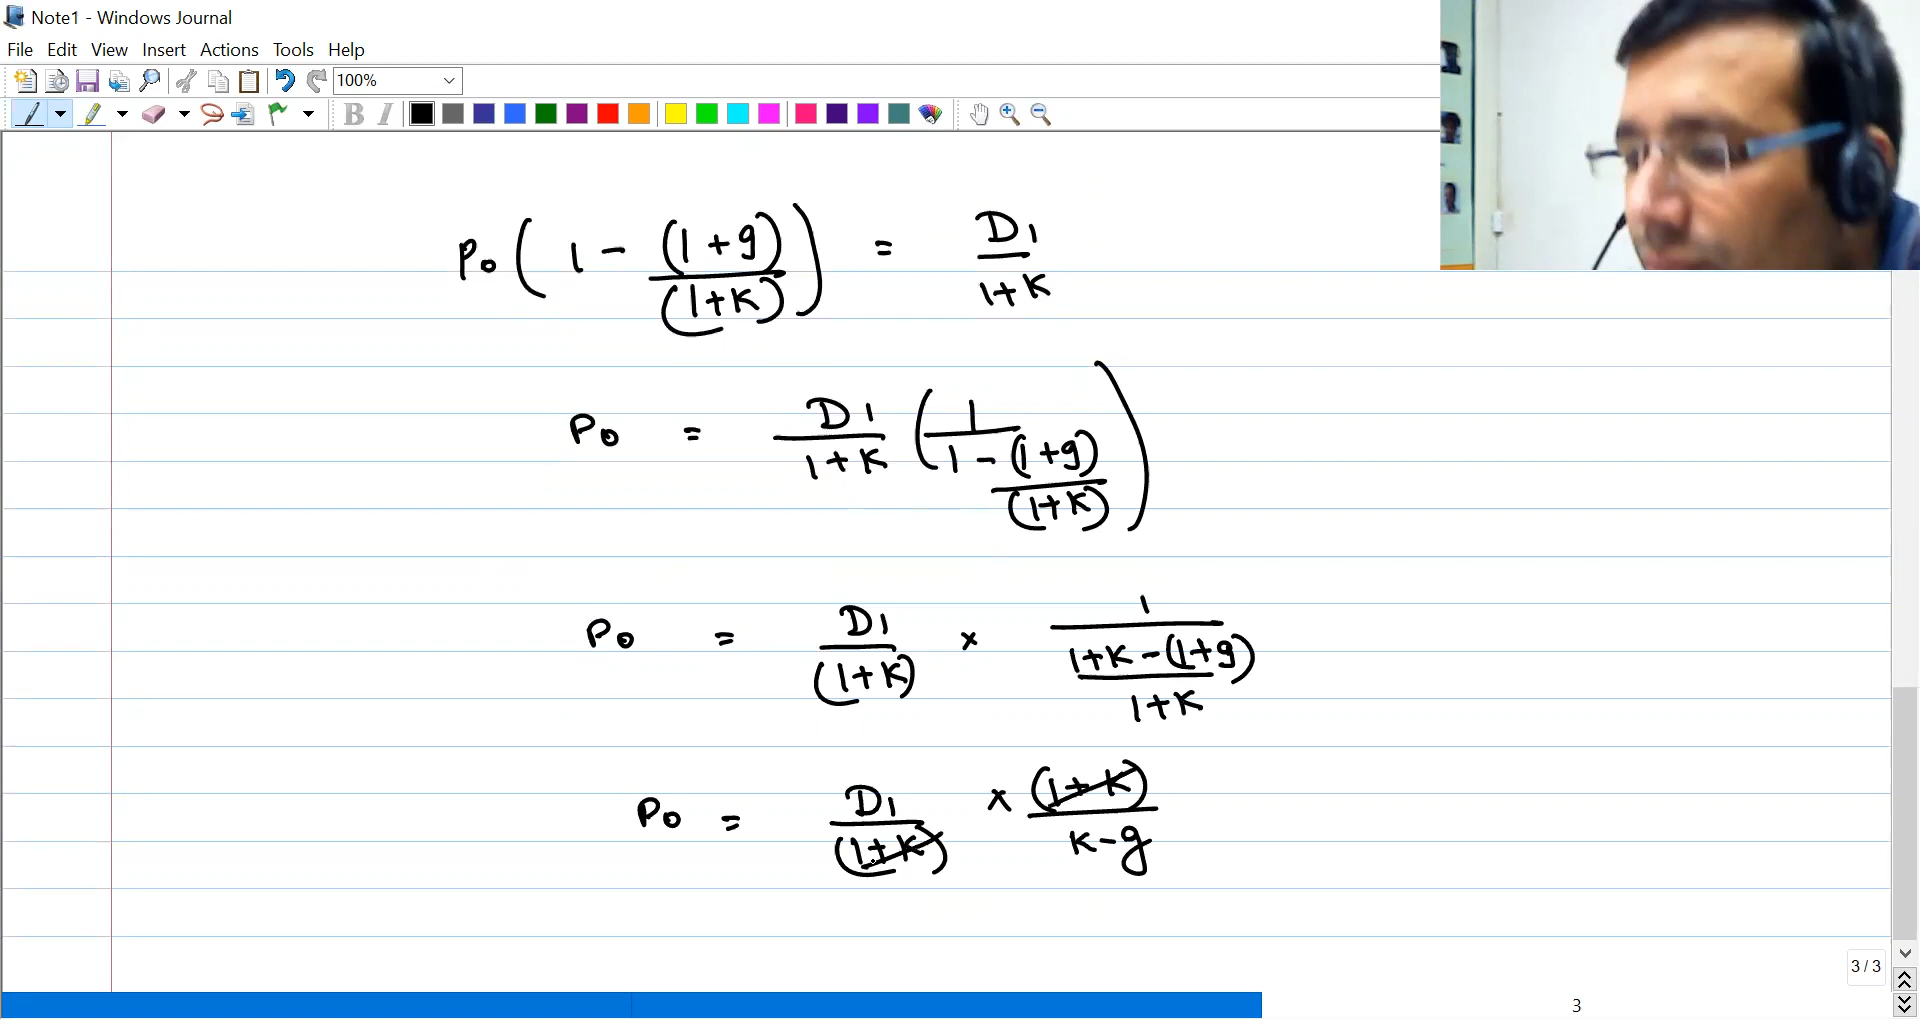 Note1 - Windows Journal
File Edit View Insert Actions Tools Help
100%
B I
P0 ( 1 - (1+g)/(1+K) ) = D1/1+K
P0 = D1/1+K ( 1/1-(1+g)/(1+K) )
P0 = D1/(1+K) × 1/1+K-(1+g)/1+K
P0 = D1/(1+K) × (1+K)/K-g
3 / 3
3